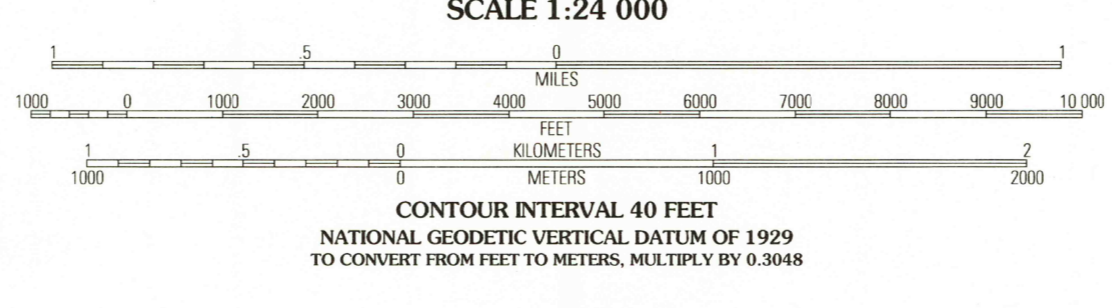 SCALE 1:24 000
1 .5 0 1
MILES
1000 0 1000 2000 3000 4000 5000 6000 7000 8000 9000 10 000
FEET
1 .5 0 KILOMETERS 1 2
1000 0 METERS 1000 2000
CONTOUR INTERVAL 40 FEET
NATIONAL GEODETIC VERTICAL DATUM OF 1929
TO CONVERT FROM FEET TO METERS, MULTIPLY BY 0.3048